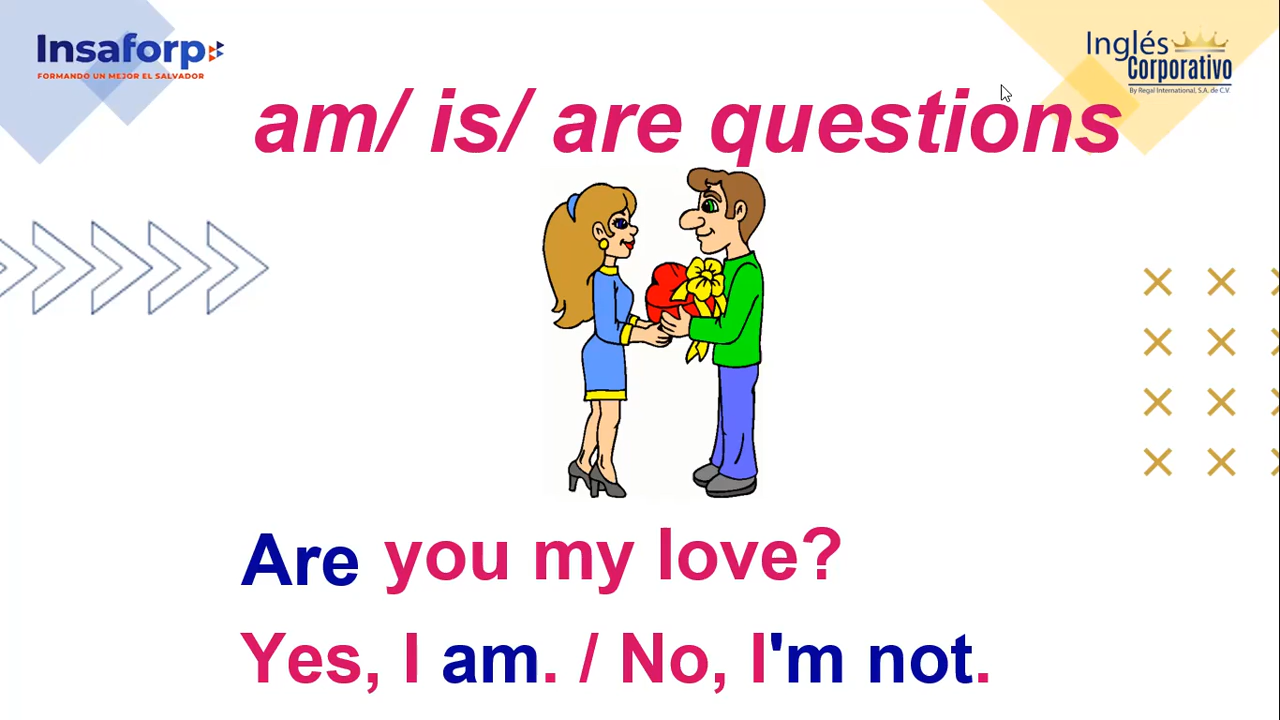 Insaforp
FORMANDO UN MEJOR EL SALVADOR
Inglés
Corporativo
By Regal International, S.A. de C.V.
am/ is/ are questions
Are you my love?
Yes, I am. / No, I'm not.